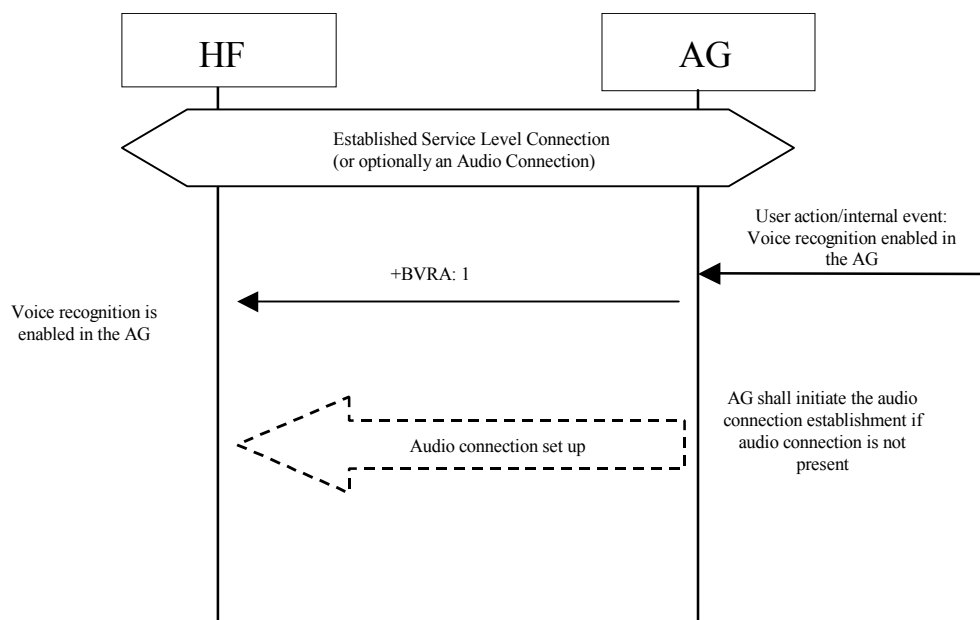 HF
AG
Established Service Level Connection
(or optionally an Audio Connection)
User action/internal event:
Voice recognition enabled in
the AG
+BVRA: 1
Voice recognition is
enabled in the AG
AG shall initiate the audio
connection establishment if
audio connection is not
present
Audio connection set up